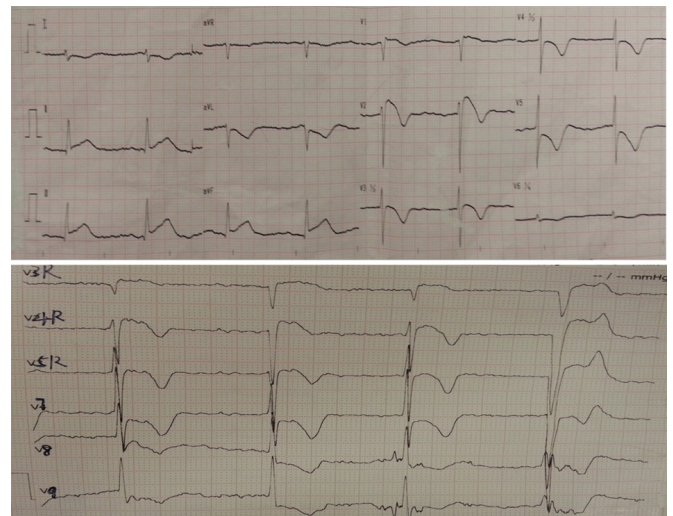 I aVR V1 V4 ½
II aVL V2 V5
III aVF V3 ½ V6 ½
-- / -- mmHg
V3R
V4R
V5R
V7
V8
V9